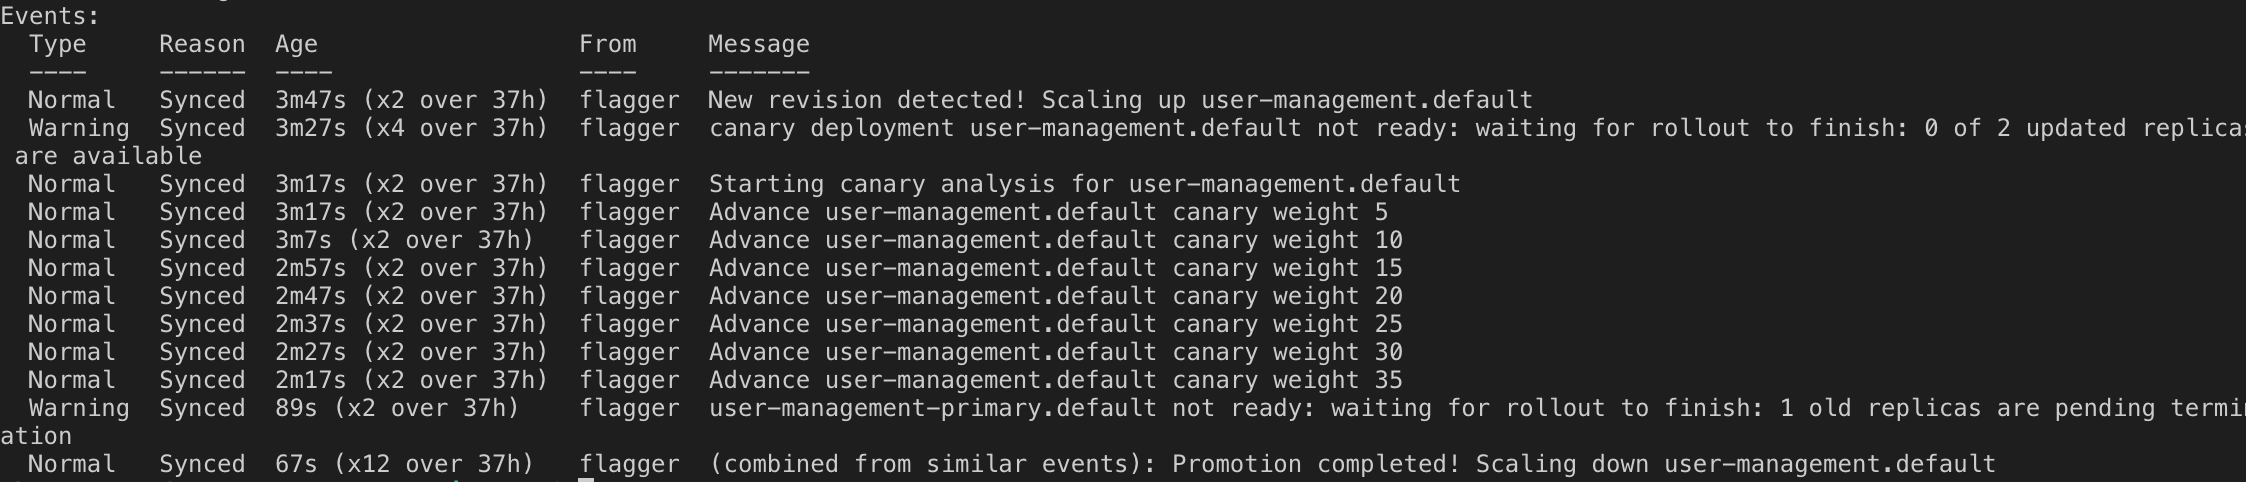 Events:
  Type     Reason  Age                  From     Message
  ----     ------  ----                 ----     -------
  Normal   Synced  3m47s (x2 over 37h)  flagger  New revision detected! Scaling up user-management.default
  Warning  Synced  3m27s (x4 over 37h)  flagger  canary deployment user-management.default not ready: waiting for rollout to finish: 0 of 2 updated replicas
 are available
  Normal   Synced  3m17s (x2 over 37h)  flagger  Starting canary analysis for user-management.default
  Normal   Synced  3m17s (x2 over 37h)  flagger  Advance user-management.default canary weight 5
  Normal   Synced  3m7s (x2 over 37h)   flagger  Advance user-management.default canary weight 10
  Normal   Synced  2m57s (x2 over 37h)  flagger  Advance user-management.default canary weight 15
  Normal   Synced  2m47s (x2 over 37h)  flagger  Advance user-management.default canary weight 20
  Normal   Synced  2m37s (x2 over 37h)  flagger  Advance user-management.default canary weight 25
  Normal   Synced  2m27s (x2 over 37h)  flagger  Advance user-management.default canary weight 30
  Normal   Synced  2m17s (x2 over 37h)  flagger  Advance user-management.default canary weight 35
  Warning  Synced  89s (x2 over 37h)    flagger  user-management-primary.default not ready: waiting for rollout to finish: 1 old replicas are pending termin
ation
  Normal   Synced  67s (x12 over 37h)   flagger  (combined from similar events): Promotion completed! Scaling down user-management.default